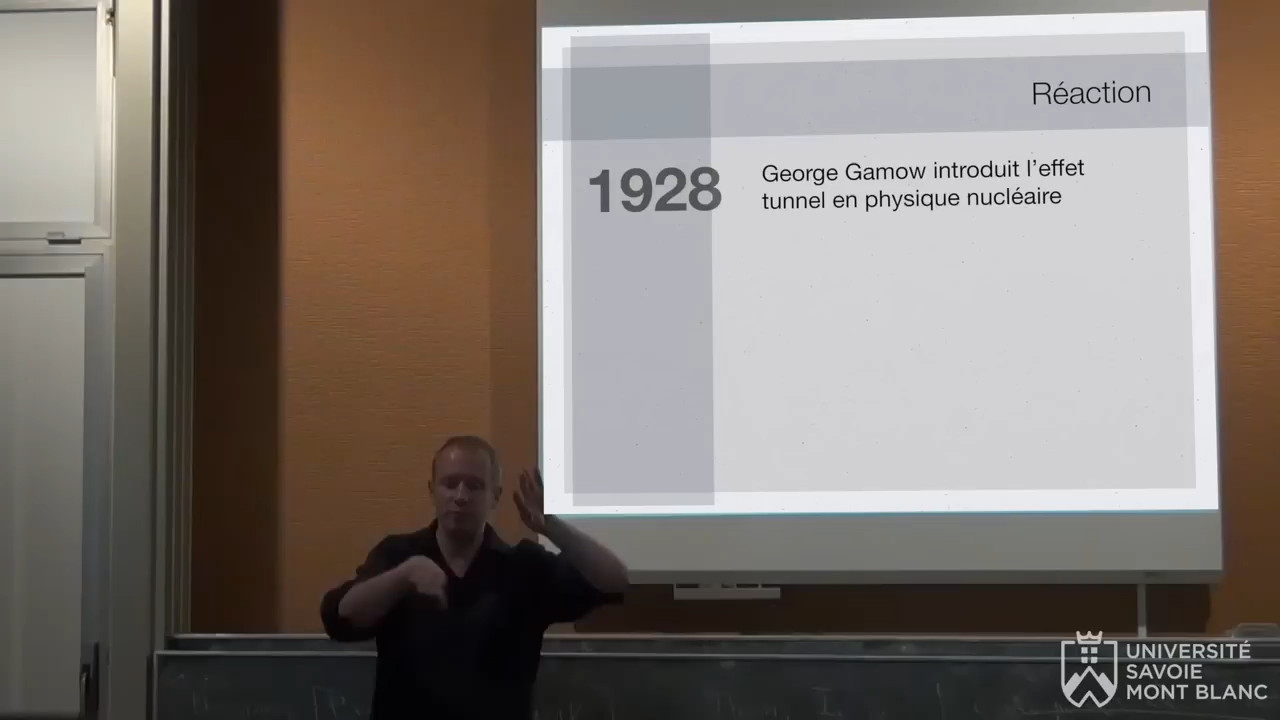 Réaction
1928
George Gamow introduit l'effet
tunnel en physique nucléaire
UNIVERSITÉ
SAVOIE
MONT BLANC